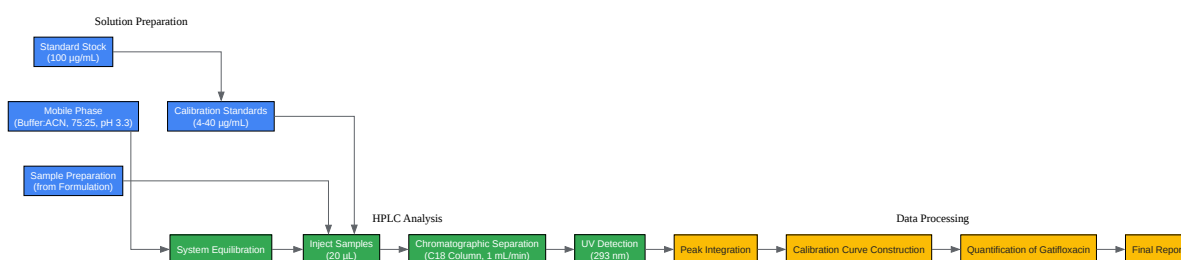 Solution Preparation
Standard Stock
(100 µg/mL)
Mobile Phase
(Buffer:ACN, 75:25, pH 3.3)
Calibration Standards
(4-40 µg/mL)
Sample Preparation
(from Formulation)
HPLC Analysis
Data Processing
System Equilibration
Inject Samples
(20 µL)
Chromatographic Separation
(C18 Column, 1 mL/min)
UV Detection
(293 nm)
Peak Integration
Calibration Curve Construction
Quantification of Gatifloxacin
Final Repor